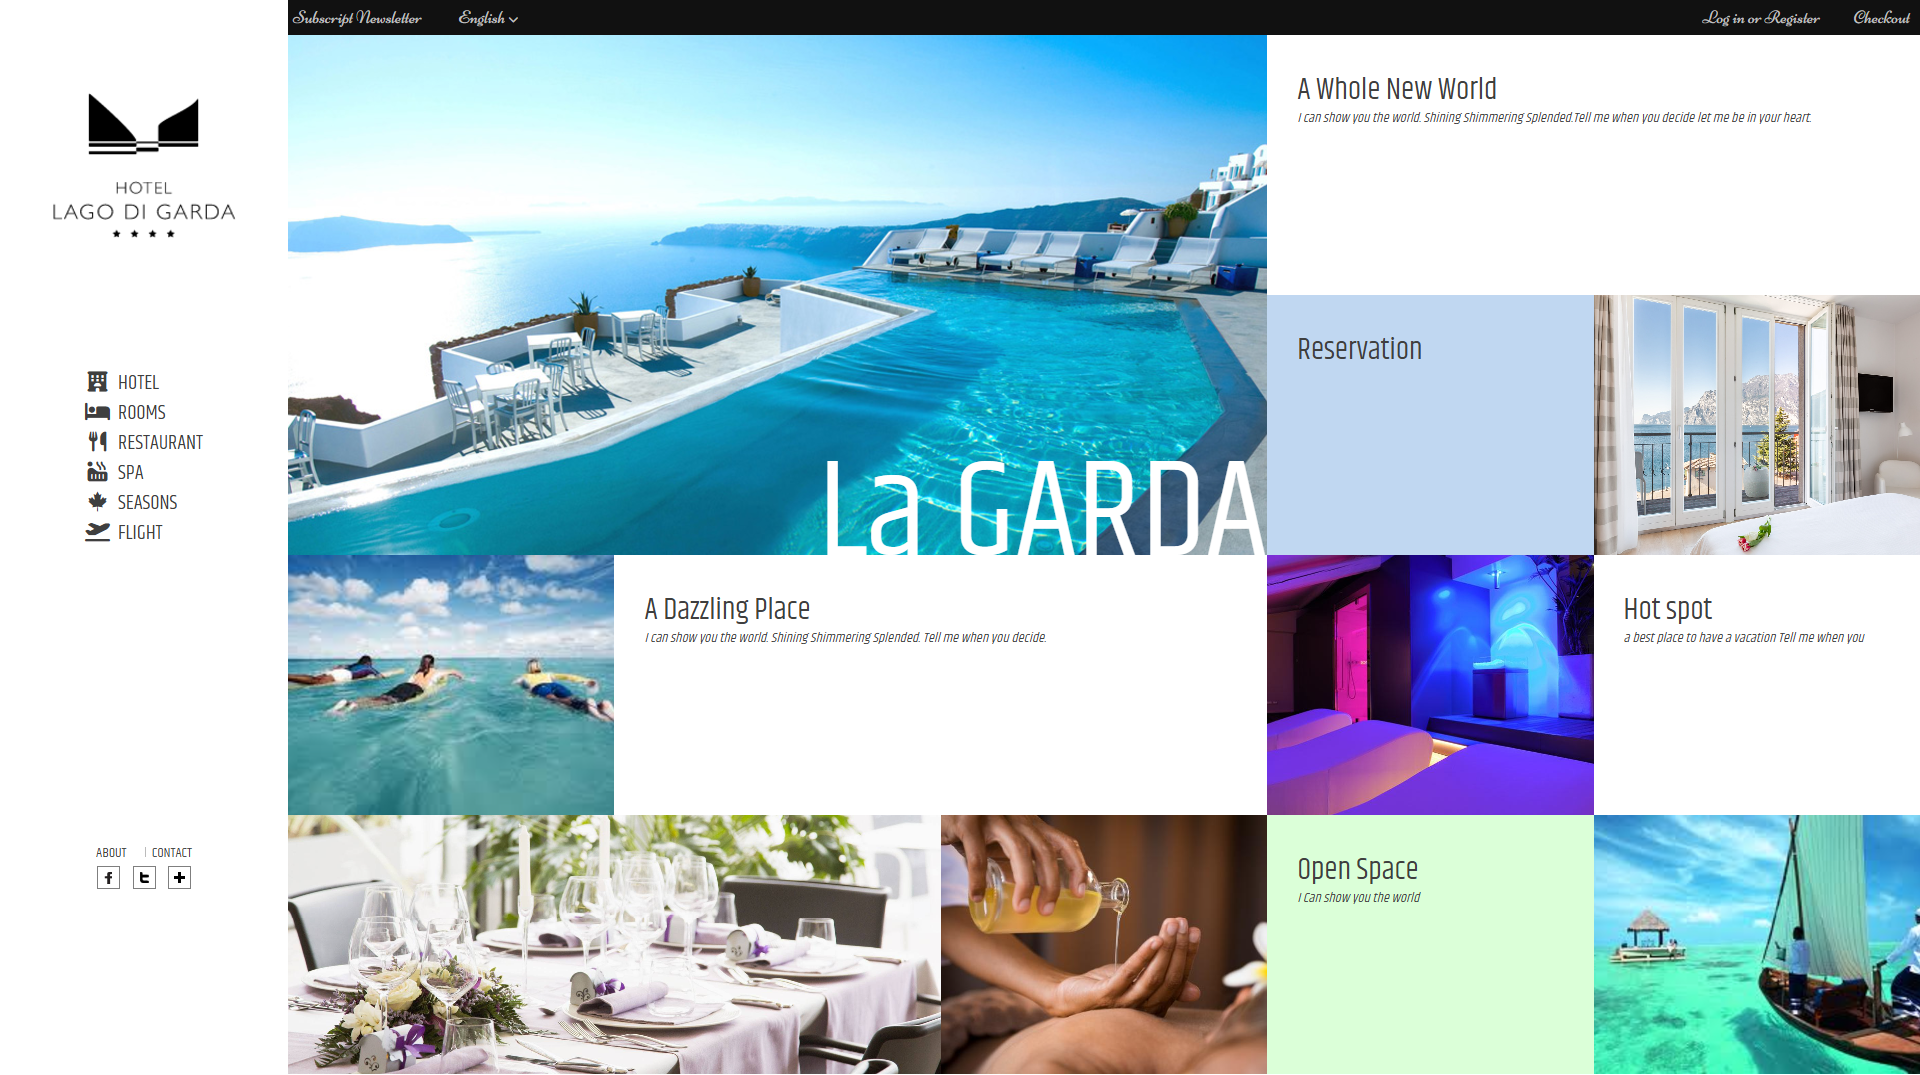 Subscript Newsletter
English
Log in or Register
Checkout
HOTEL
LAGO DI GARDA
HOTEL
ROOMS
RESTAURANT
SPA
SEASONS
FLIGHT
ABOUT
CONTACT
La GARDA
A Whole New World
I can show you the world. Shining Shimmering Splended.Tell me when you decide let me be in your heart.
Reservation
A Dazzling Place
I can show you the world. Shining Shimmering Splended. Tell me when you decide.
Hot spot
a best place to have a vacation Tell me when you
Open Space
I Can show you the world